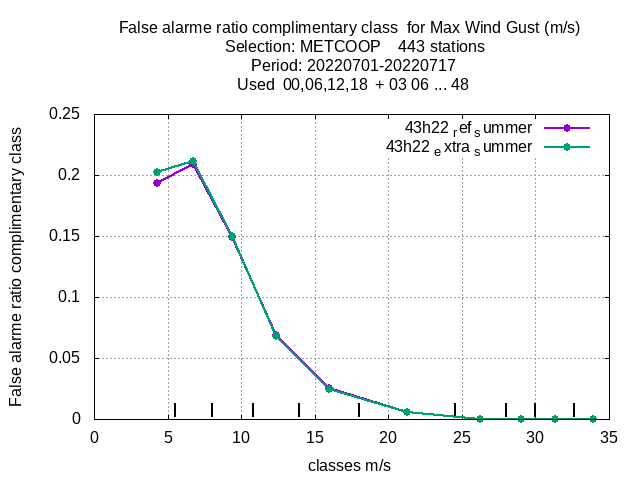 False alarme ratio complimentary class  for Max Wind Gust (m/s)
Selection: METCOOP    443 stations
Period: 20220701-20220717
Used  00,06,12,18  + 03 06 ... 48
False alarme ratio complimentary class
0.25
0.2
0.15
0.1
0.05
0
43h22 ref summer
43h22 extra summer
0 5 10 15 20 25 30 35
classes m/s